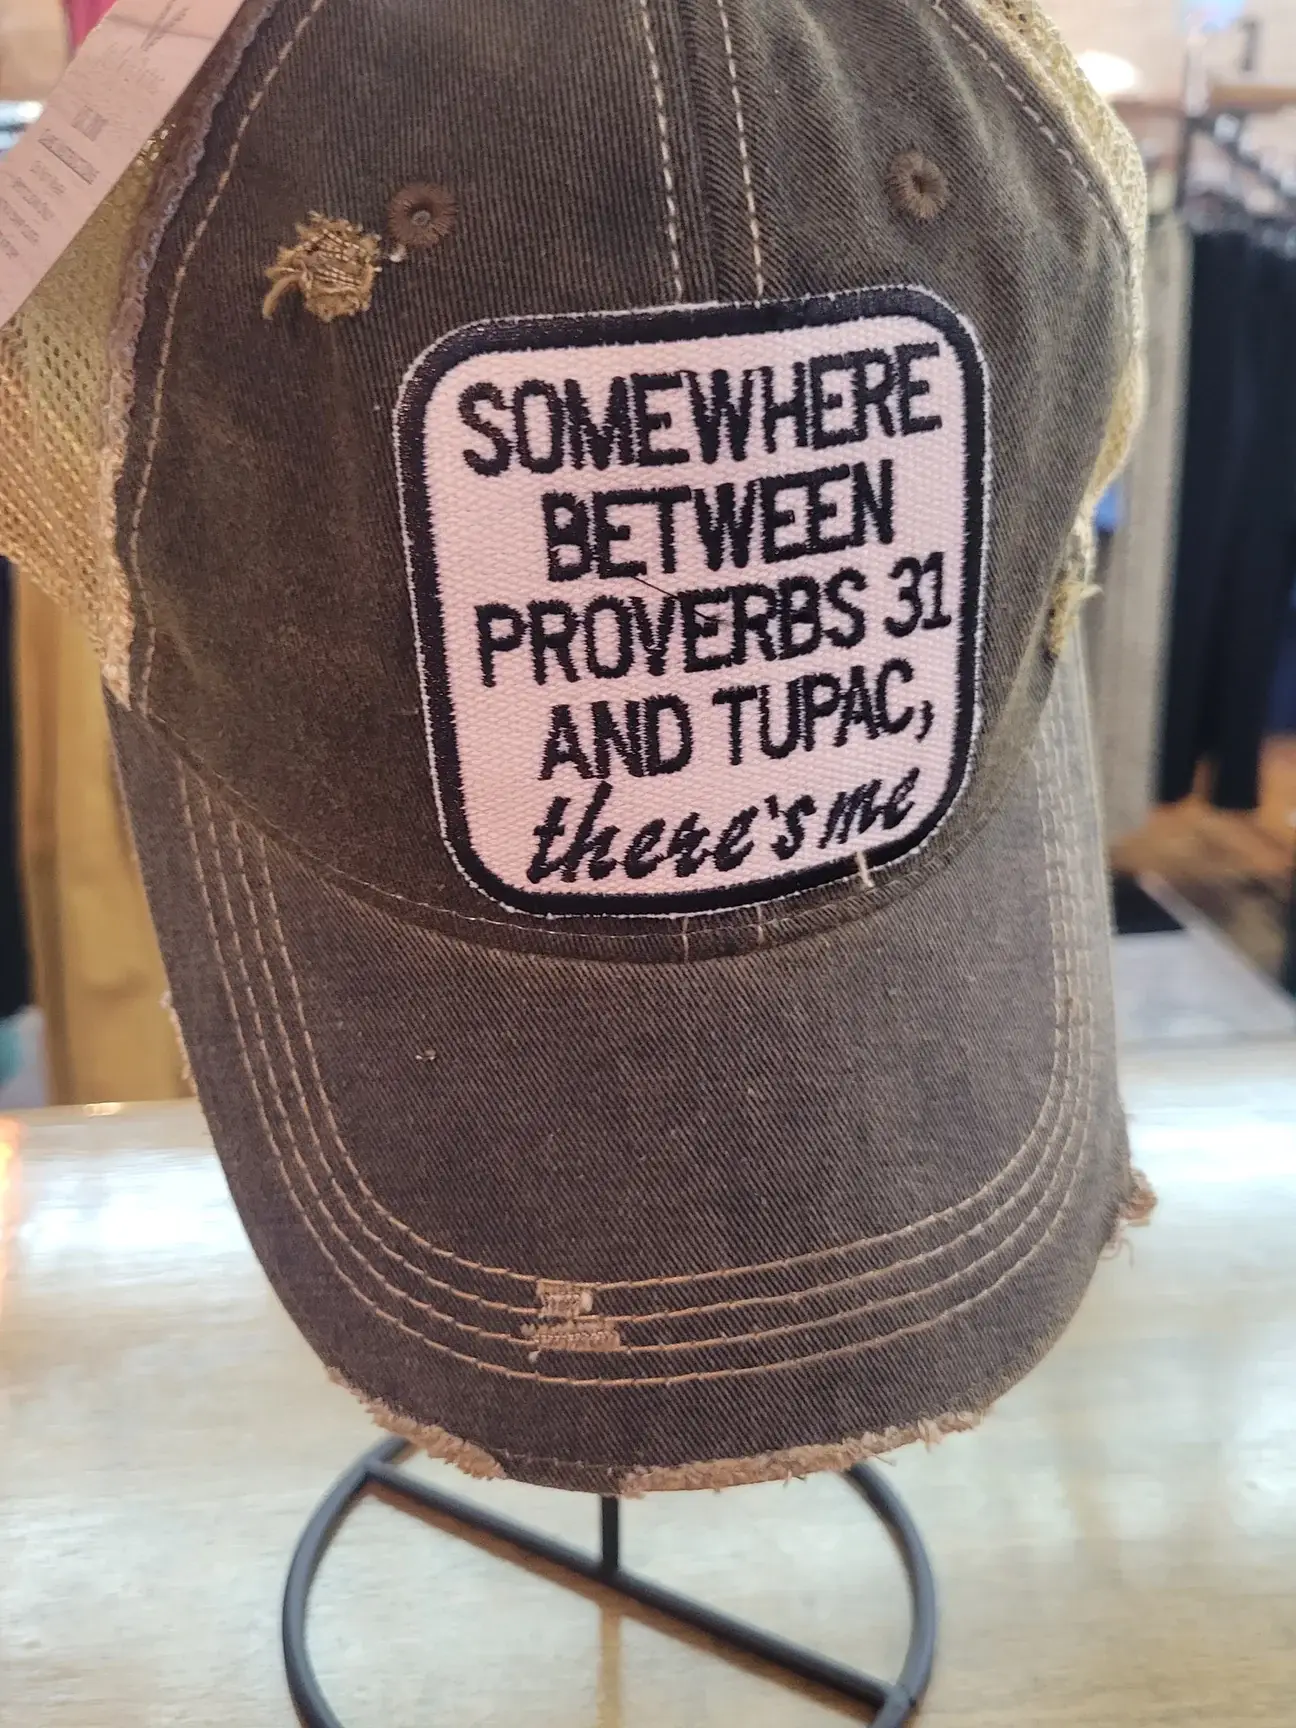 SOMEWHERE
BETWEEN
PROVERBS 31
AND TUPAC,
there's me